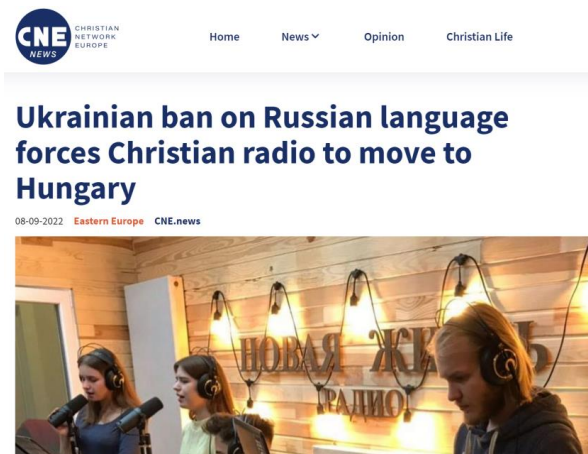 CNE
NEWS
CHRISTIAN
NETWORK
EUROPE
Home
News
Opinion
Christian Life
Ukrainian ban on Russian language
forces Christian radio to move to
Hungary
08-09-2022 Eastern Europe CNE.news
НОВАЯ
РАДИО